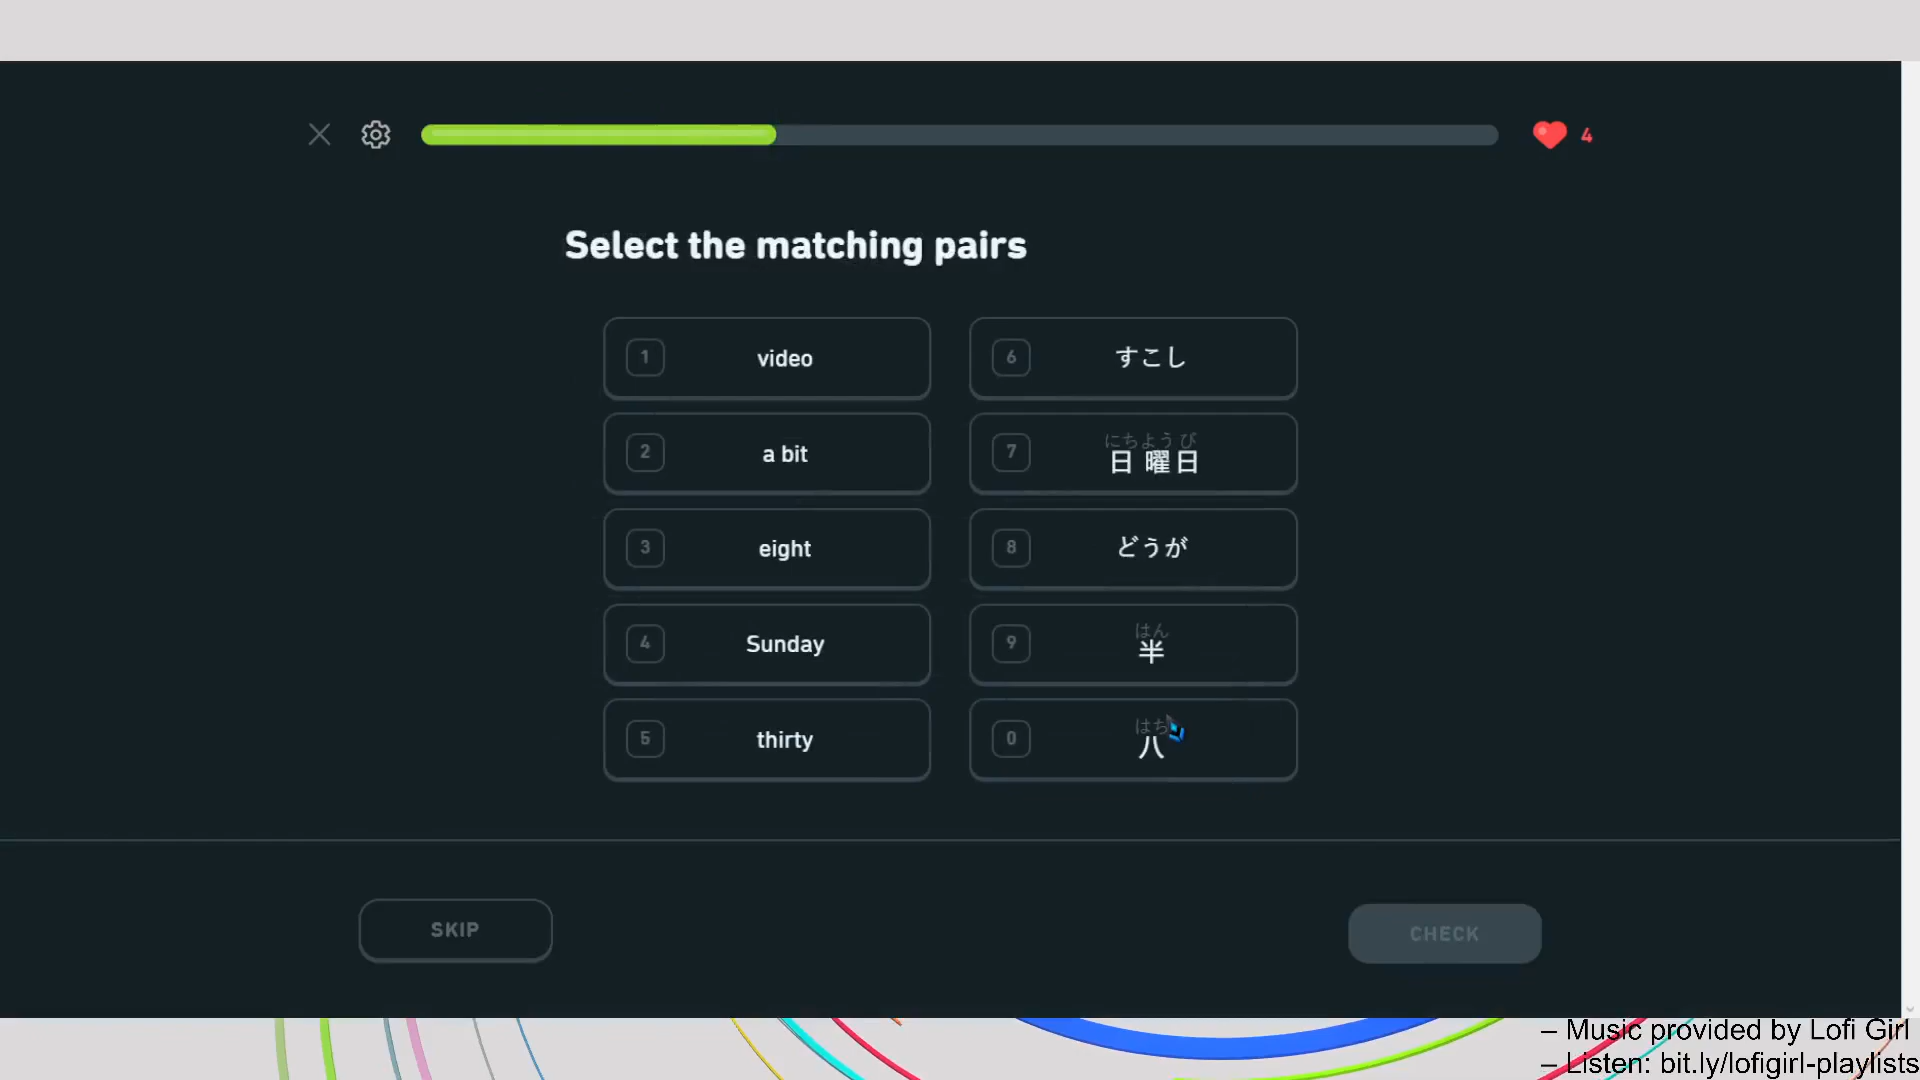 4
Select the matching pairs
1 video
6 すこし
2 a bit
にちようび
7 日曜日
3 eight
8 どうが
4 Sunday
はん
9 半
5 thirty
はち
0 八
SKIP
CHECK
– Music provided by Lofi Girl
– Listen: bit.ly/lofigirl-playlists